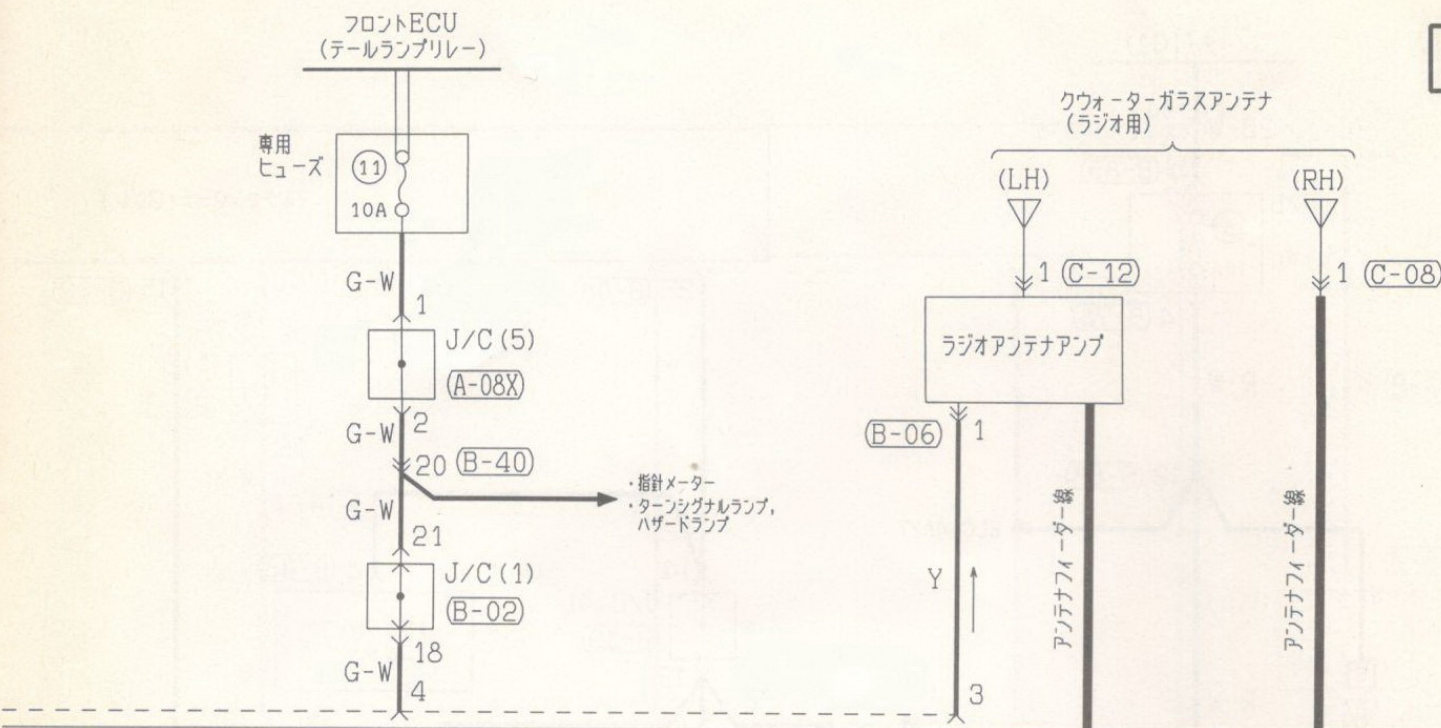 フロントECU
(テールランプリレー)
専用
ヒューズ
11
10A
G-W
1
J/C(5)
(A-08X)
2
G-W
20 (B-40)
・指針メーター
・ターンシグナルランプ,
ハザードランプ
G-W
21
J/C(1)
(B-02)
18
G-W
4
クウォーターガラスアンテナ
(ラジオ用)
(LH)
(RH)
1 (C-12)
1 (C-08)
ラジオアンテナアンプ
(B-06) 1
Y
3
アンテナフィーダー線
アンテナフィーダー線